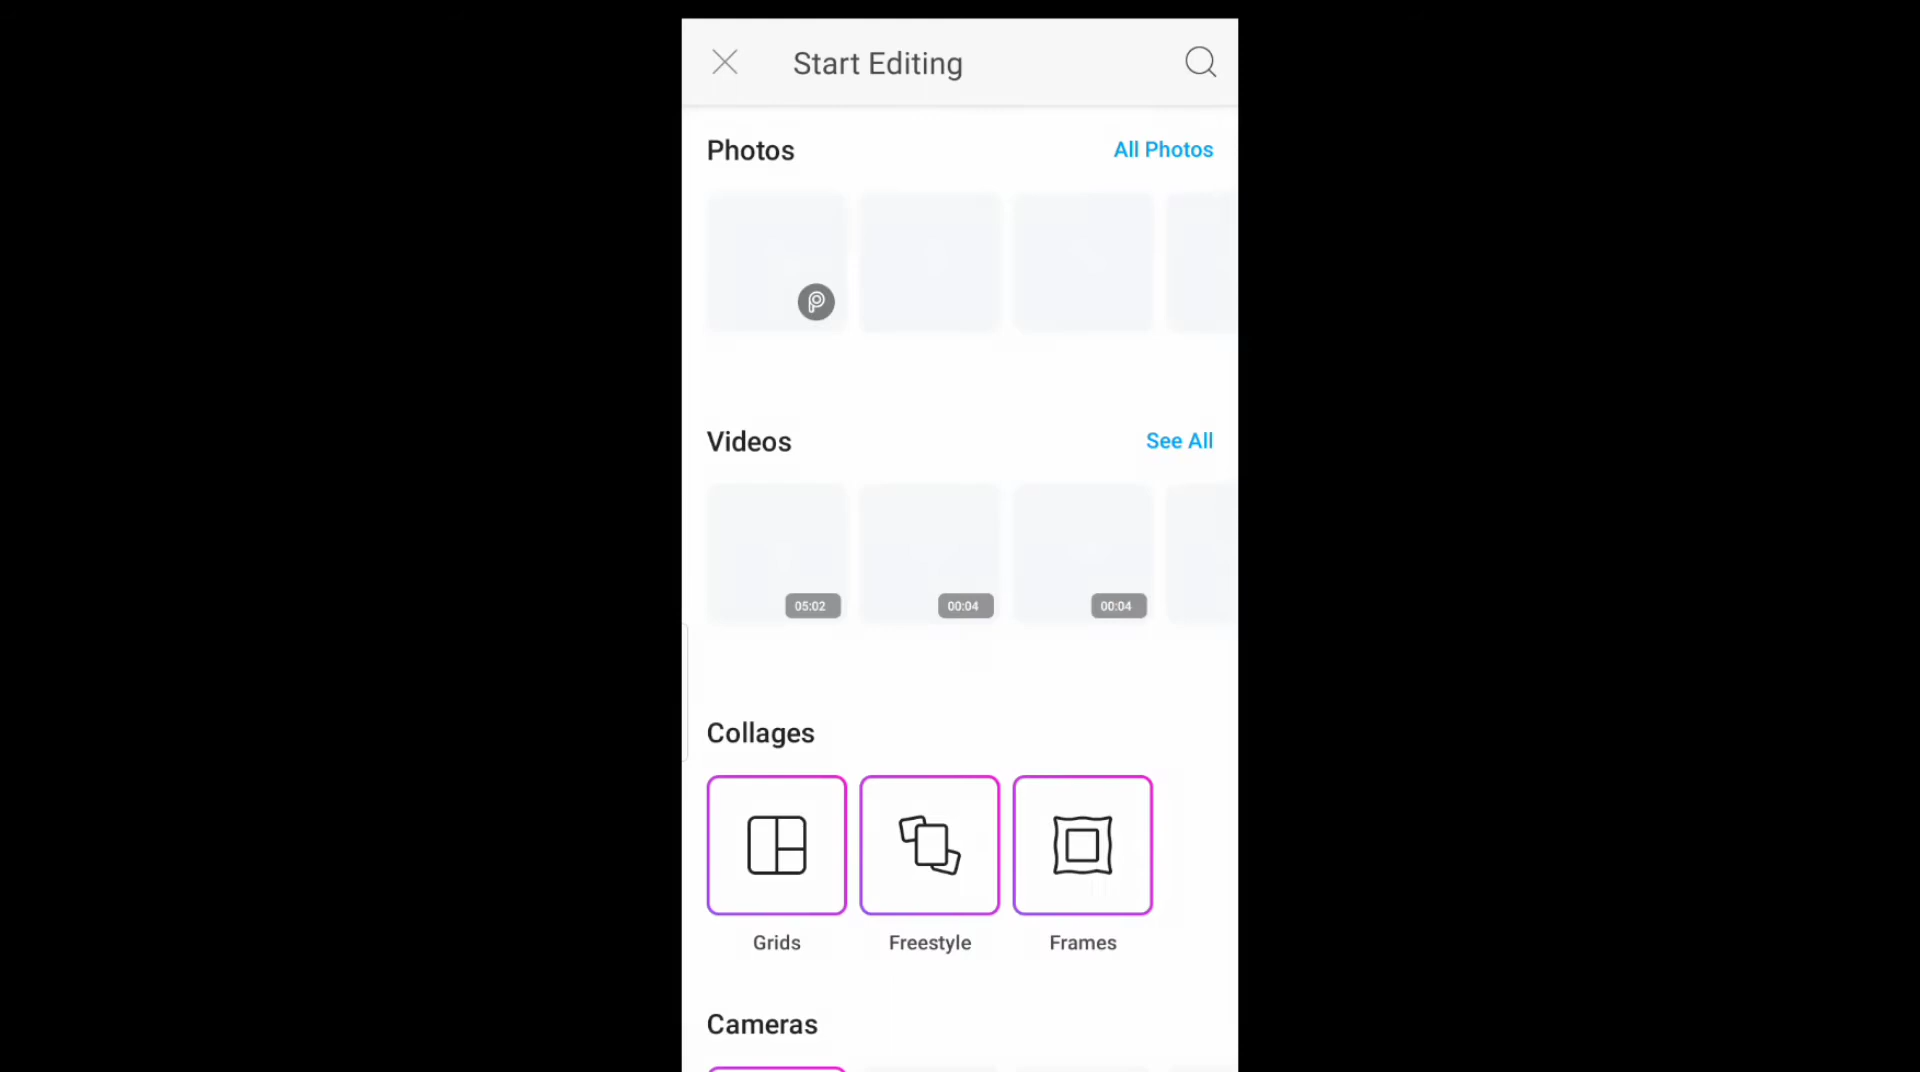 Start Editing
Photos
All Photos
Videos
See All
05:02
00:04
00:04
Collages
Grids
Freestyle
Frames
Cameras